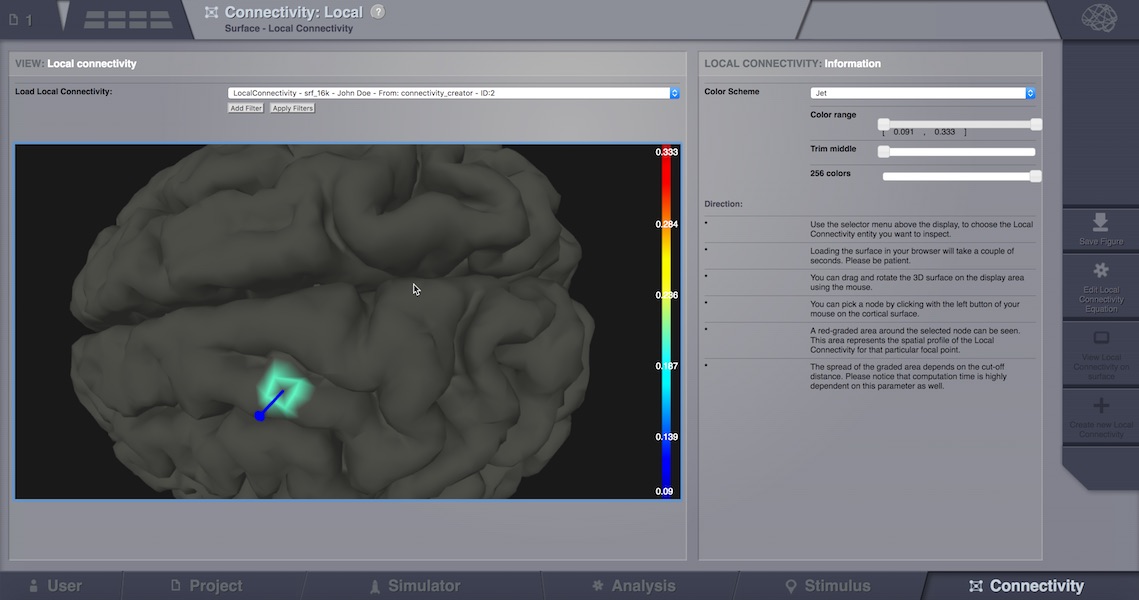 1
Connectivity: Local ?
Surface - Local Connectivity
VIEW: Local connectivity
Load Local Connectivity:
LocalConnectivity - srf_16k - John Doe - From: connectivity_creator - ID:2
Add Filter Apply Filters
0.333
0.284
0.236
0.187
0.139
0.09
LOCAL CONNECTIVITY: Information
Color Scheme
Jet
Color range
[ 0.091 , 0.333 ]
Trim middle
256 colors
Direction:
Use the selector menu above the display, to choose the Local
Connectivity entity you want to inspect.
Loading the surface in your browser will take a couple of
seconds. Please be patient.
You can drag and rotate the 3D surface on the display area
using the mouse.
You can pick a node by clicking with the left button of your
mouse on the cortical surface.
A red-graded area around the selected node can be seen.
This area represents the spatial profile of the Local
Connectivity for that particular focal point.
The spread of the graded area depends on the cut-off
distance. Please notice that computation time is highly
dependent on this parameter as well.
Save Figure
Edit Local
Connectivity
Equation
View Local
Connectivity on
surface
Create new Local
Connectivity
User
Project
Simulator
Analysis
Stimulus
Connectivity